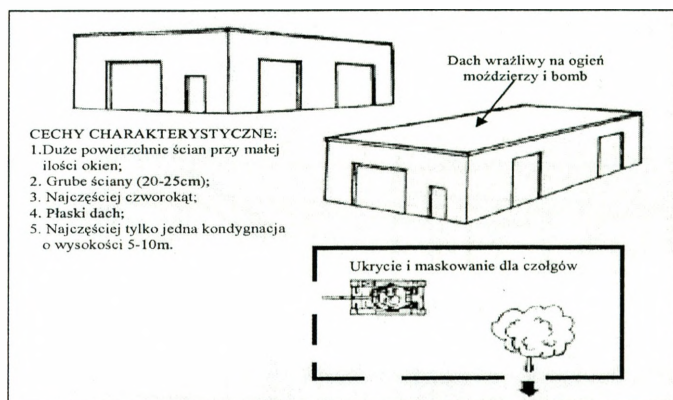 Dach wrażliwy na ogień
moździerzy i bomb
CECHY CHARAKTERYSTYCZNE:
1.Duże powierzchnie ścian przy małej
ilości okien;
2. Grube ściany (20-25cm);
3. Najczęściej czworokąt;
4. Płaski dach;
5. Najczęściej tylko jedna kondygnacja
o wysokości 5-10m.
Ukrycie i maskowanie dla czołgów